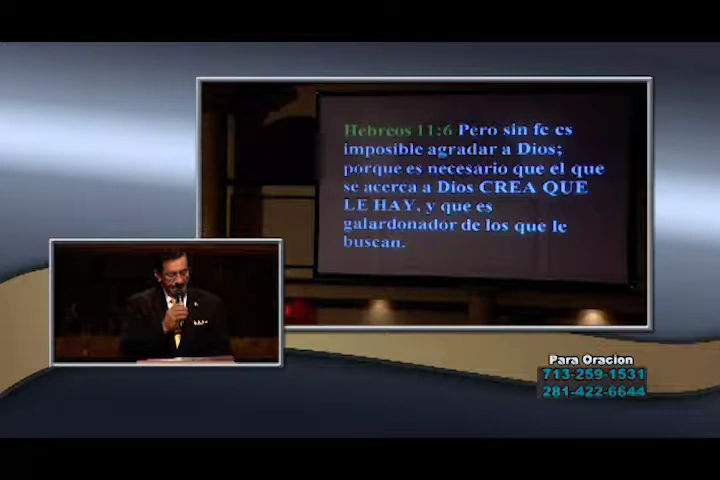 Hebreos 11:6 Pero sin fe es
imposible agradar a Dios;
porque es necesario que el que
se acerca a Dios CREA QUE
LE HAY, y que es
galardonador de los que le
buscan.
Para Oracion
713-259-1531
281-422-6644